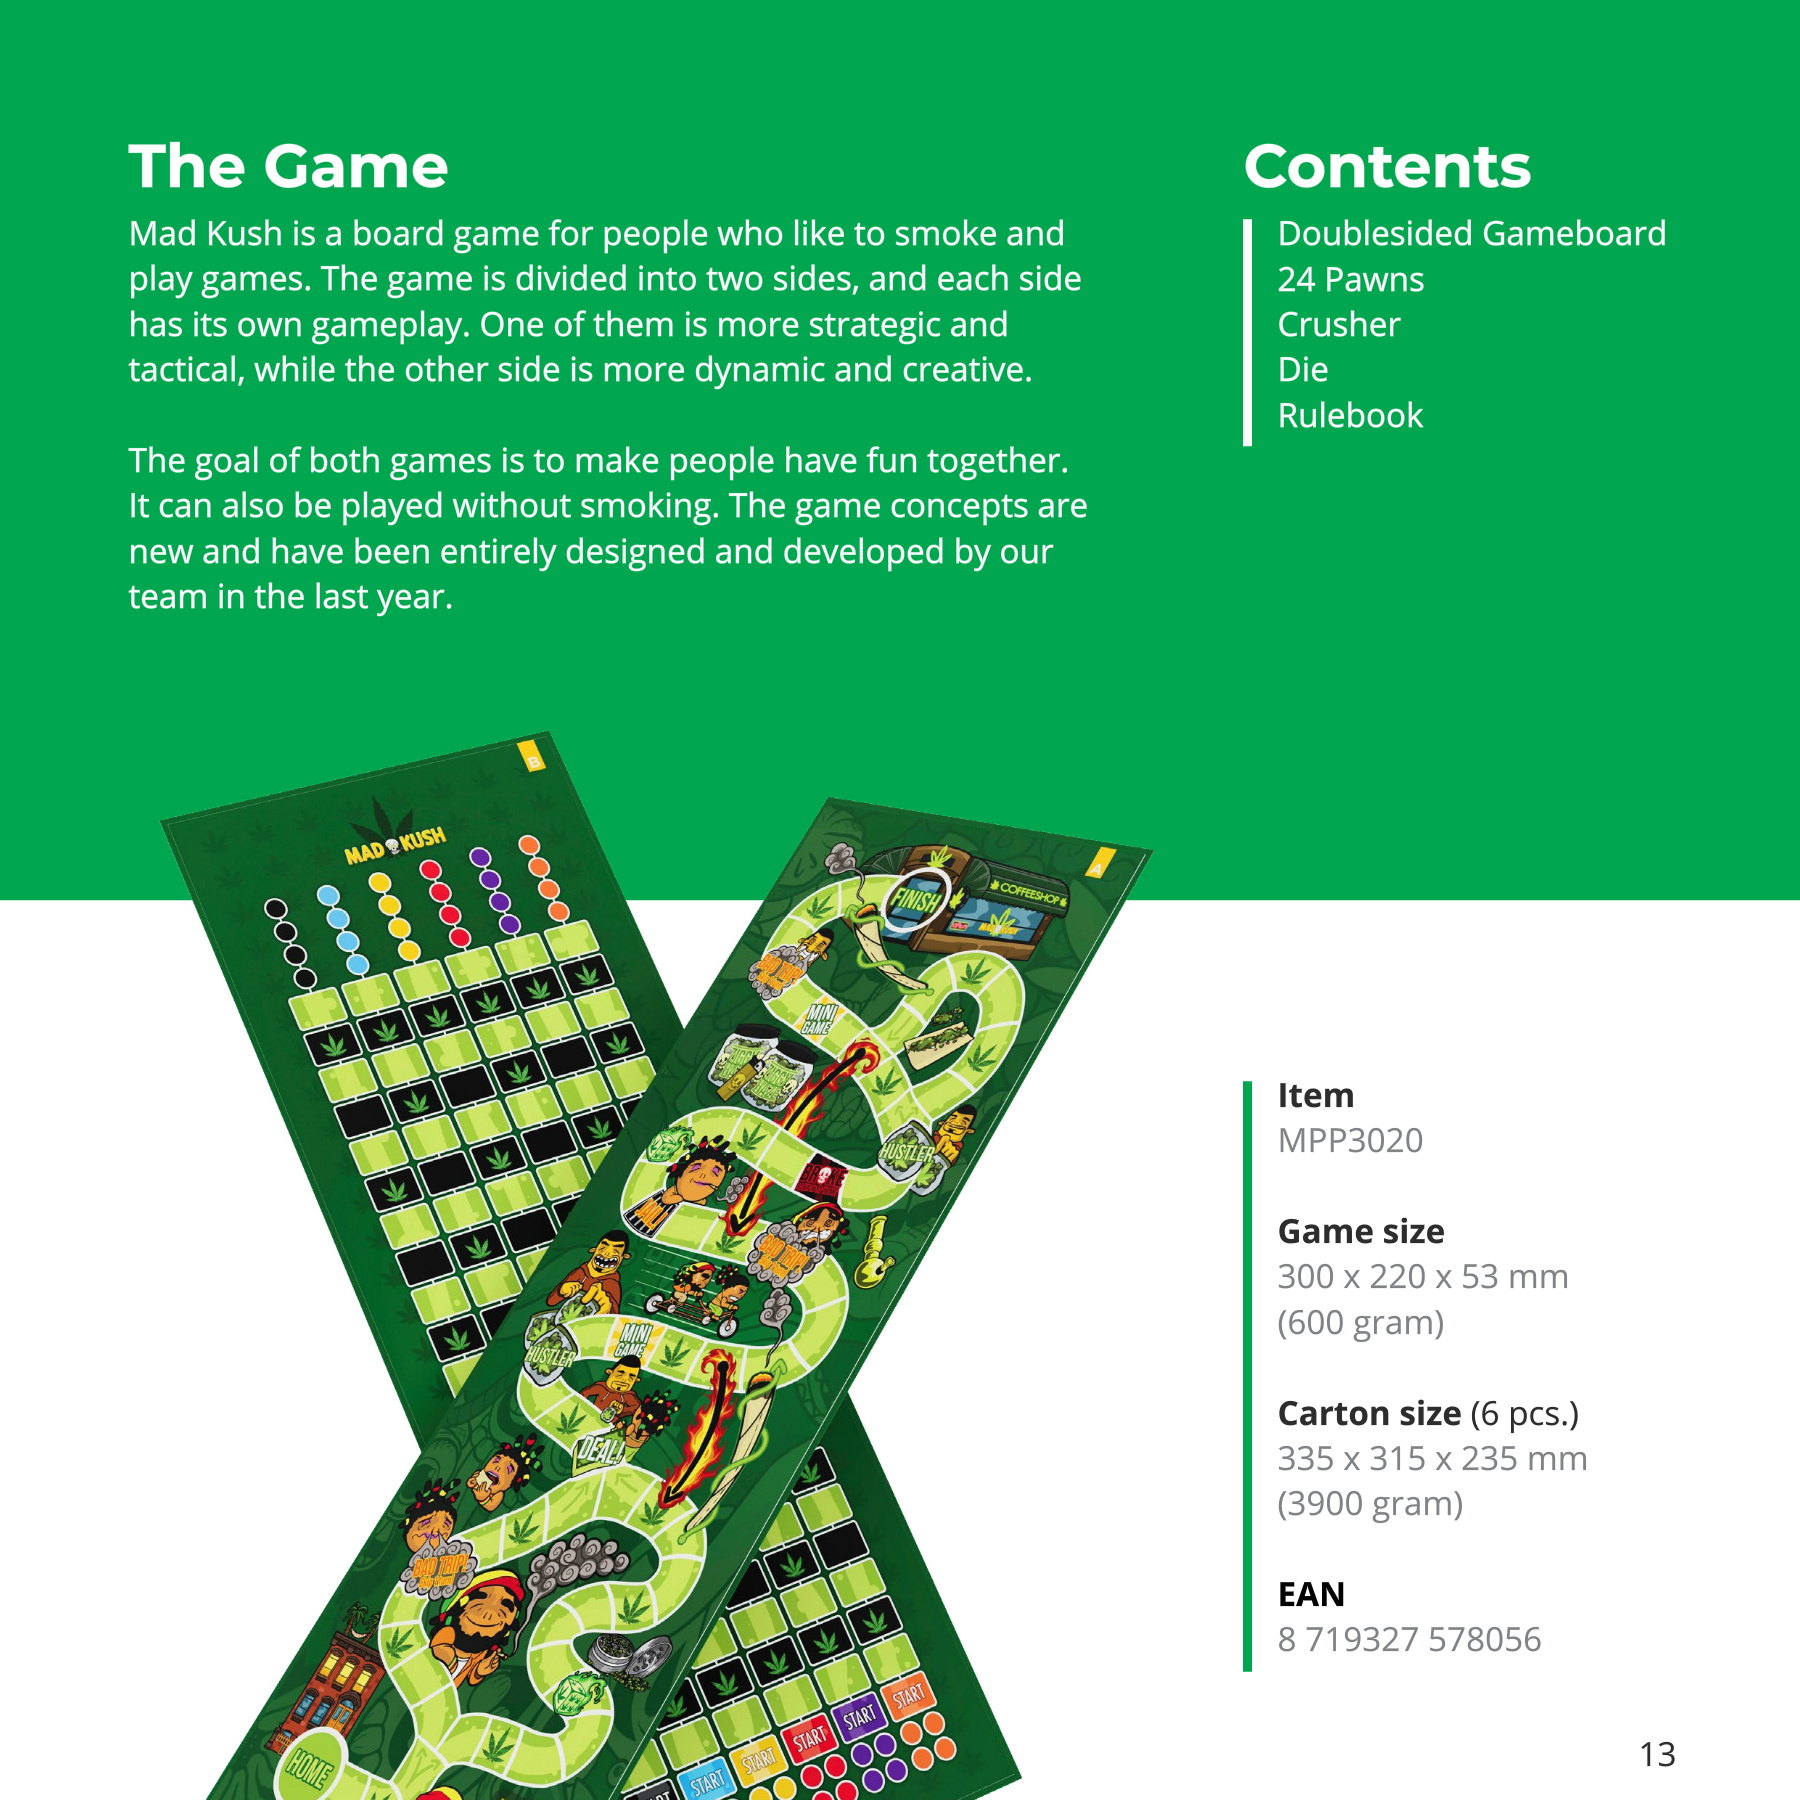 The Game
Mad Kush is a board game for people who like to smoke and
play games. The game is divided into two sides, and each side
has its own gameplay. One of them is more strategic and
tactical, while the other side is more dynamic and creative.
The goal of both games is to make people have fun together.
It can also be played without smoking. The game concepts are
new and have been entirely designed and developed by our
team in the last year.
Contents
Doublesided Gameboard
24 Pawns
Crusher
Die
Rulebook
B
MAD KUSH
A
FINISH
COFFEESHOP
MAD KUSH
BAD TRIP!
MINI
GAME
HUSTLER
BROKE
BAD TRIP!
MINI
GAME
HUSTLER
DEAL!
BAD TRIP!
HOME
START
START
START
START
START
Item
MPP3020
Game size
300 x 220 x 53 mm
(600 gram)
Carton size (6 pcs.)
335 x 315 x 235 mm
(3900 gram)
EAN
8 719327 578056
13